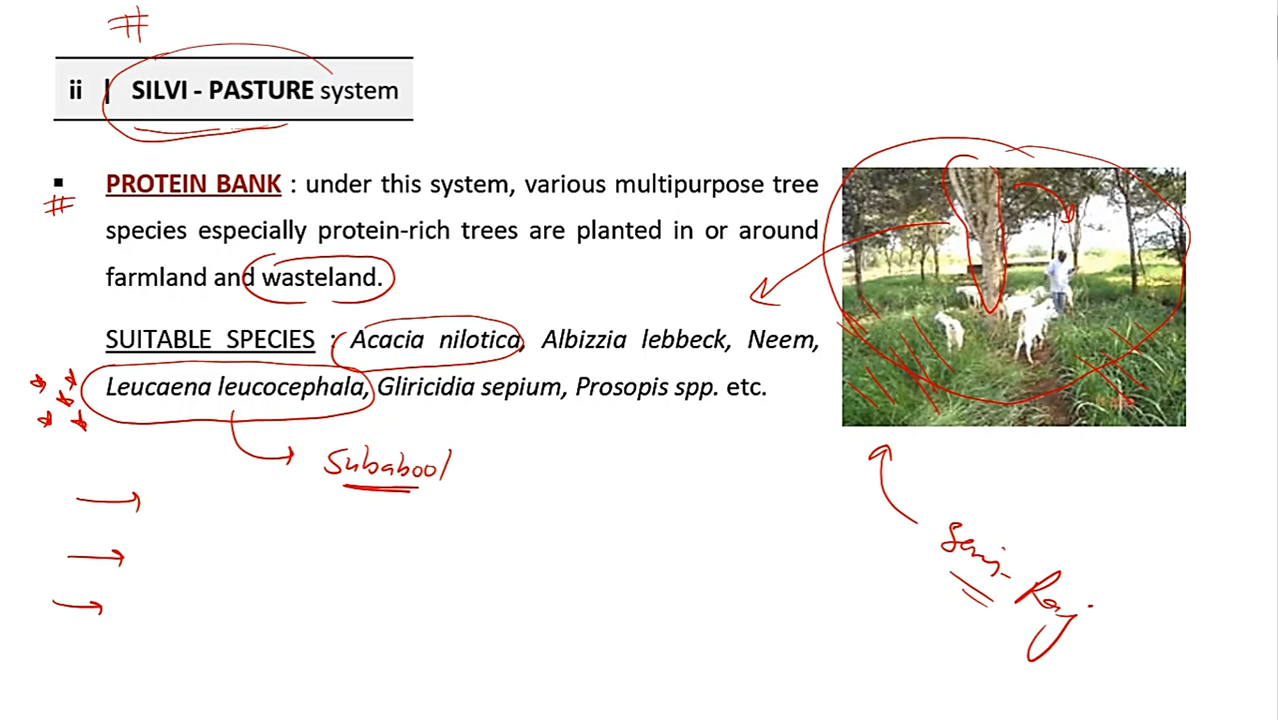 #
ii | SILVI - PASTURE system
▪ PROTEIN BANK : under this system, various multipurpose tree
# species especially protein-rich trees are planted in or around
farmland and wasteland.
SUITABLE SPECIES : Acacia nilotica, Albizzia lebbeck, Neem,
Leucaena leucocephala, Gliricidia sepium, Prosopis spp. etc.
Subabool